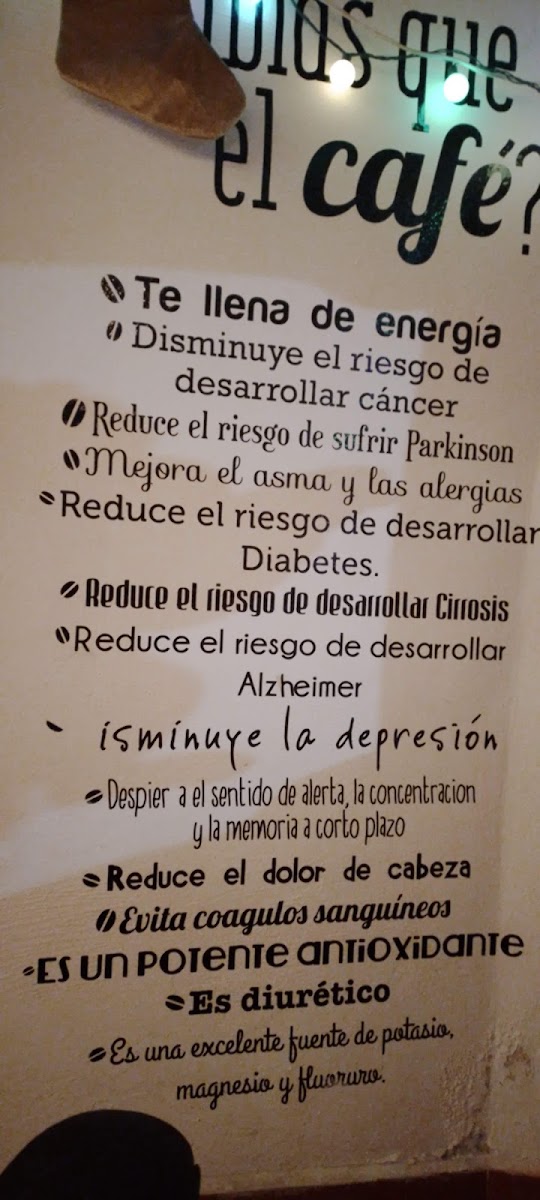 que
el café?
Te llena de energía
Disminuye el riesgo de
desarrollar cáncer
Reduce el riesgo de sufrir Parkinson
Mejora el asma y las alergias
Reduce el riesgo de desarrollar
Diabetes.
Reduce el riesgo de desarrollar Cirrosis
Reduce el riesgo de desarrollar
Alzheimer
isminuye la depresión
Despier a el sentido de alerta, la concentracion
y la memoria a corto plazo
Reduce el dolor de cabeza
Evita coagulos sanguíneos
ES UN POTENTE ANTIOXIDANTE
Es diurético
Es una excelente fuente de potasio,
magnesio y fluoruro.